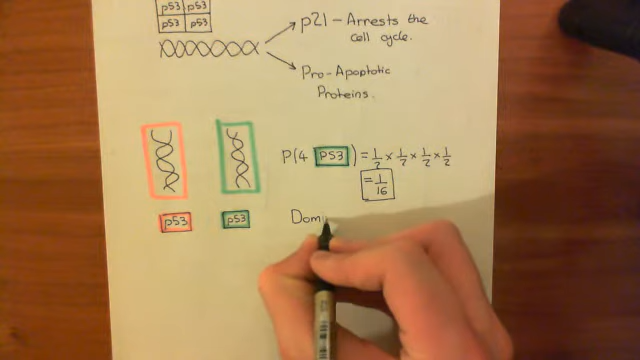 p53 p53
p53 p53
p21 - Arrests the
cell cycle.
Pro-Apoptotic
Proteins.
P(4 p53) = 1/2 x 1/2 x 1/2 x 1/2
= 1/16
p53 p53
Dom